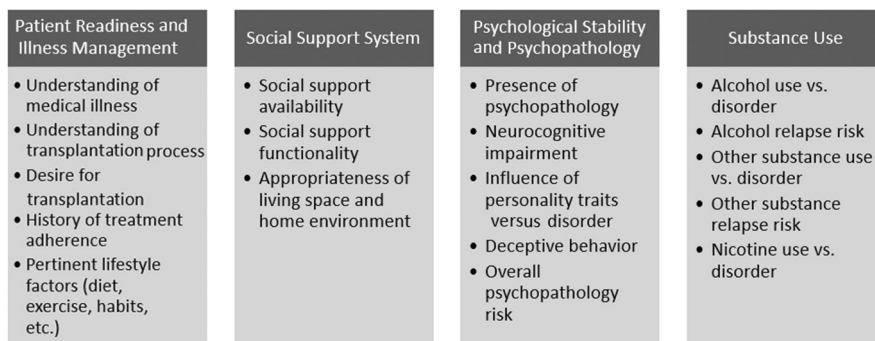 Patient Readiness and
Illness Management
• Understanding of
medical illness
• Understanding of
transplantation process
• Desire for
transplantation
• History of treatment
adherence
• Pertinent lifestyle
factors (diet,
exercise, habits,
etc.)
Social Support System
• Social support
availability
• Social support
functionality
• Appropriateness of
living space and
home environment
Psychological Stability
and Psychopathology
• Presence of
psychopathology
• Neurocognitive
impairment
• Influence of
personality traits
versus disorder
• Deceptive behavior
• Overall
psychopathology
risk
Substance Use
• Alcohol use vs.
disorder
• Alcohol relapse risk
• Other substance use
vs. disorder
• Other substance
relapse risk
• Nicotine use vs.
disorder